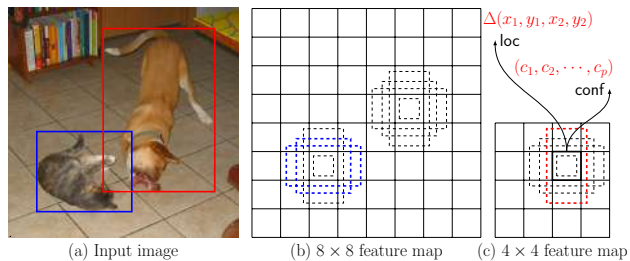 Δ(x₁, y₁, x₂, y₂)
loc
(c₁, c₂, ⋯, cₚ)
conf
(a) Input image
(b) 8 × 8 feature map
(c) 4 × 4 feature map